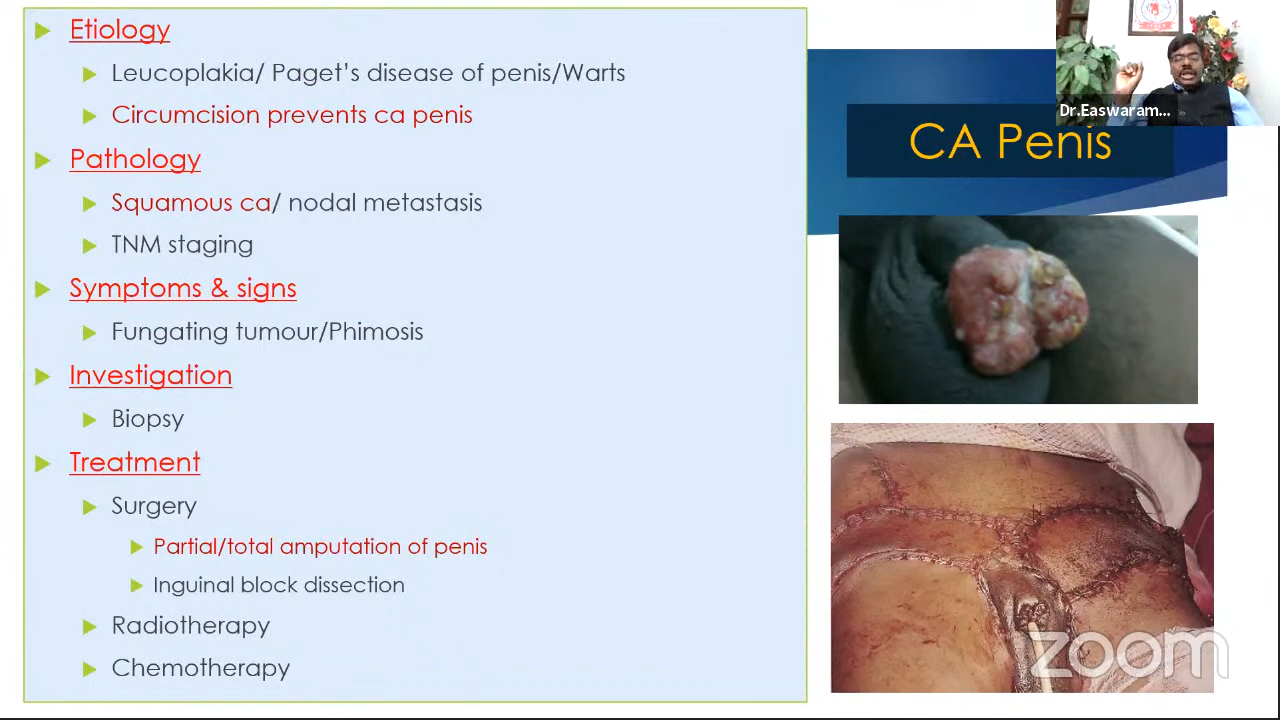 Etiology
Leucoplakia/ Paget's disease of penis/Warts
Circumcision prevents ca penis
Pathology
Squamous ca/ nodal metastasis
TNM staging
Symptoms & signs
Fungating tumour/Phimosis
Investigation
Biopsy
Treatment
Surgery
Partial/total amputation of penis
Inguinal block dissection
Radiotherapy
Chemotherapy
Dr.Easwaram...
CA Penis
zoom